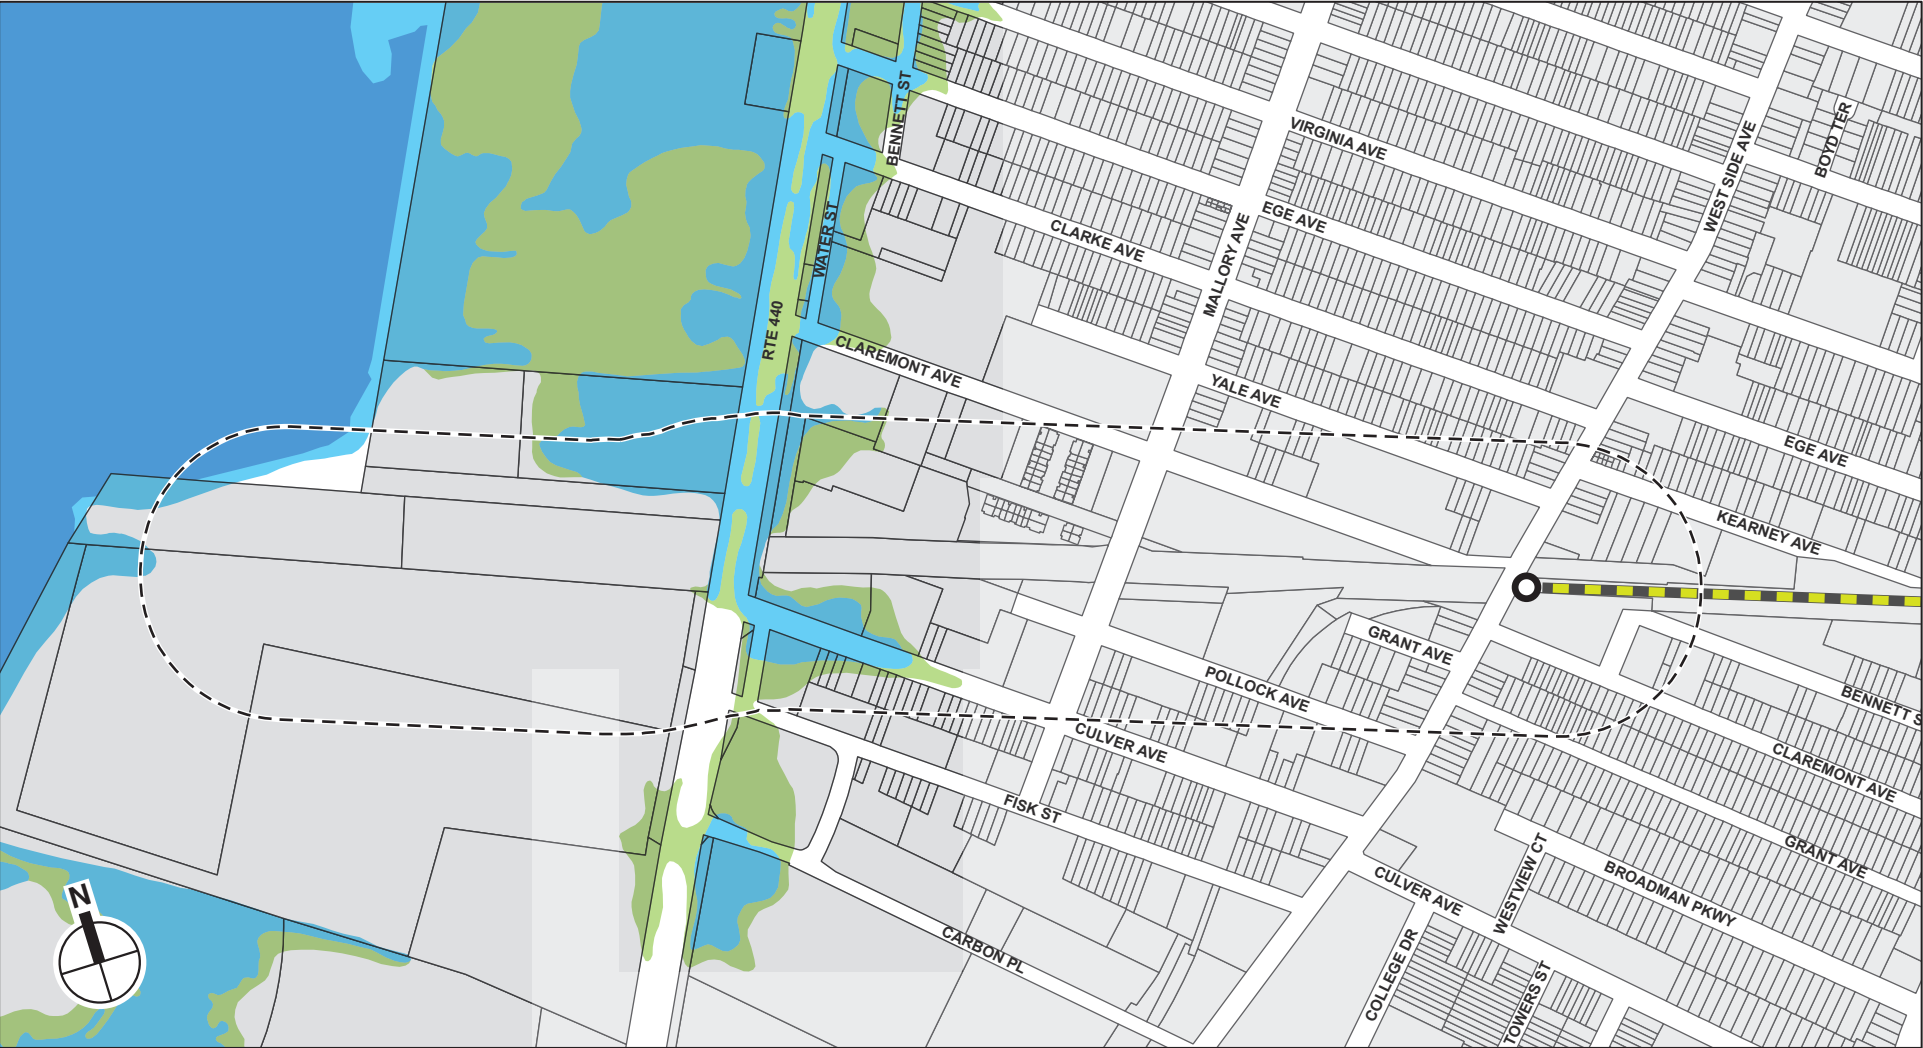 BENNETT ST
VIRGINIA AVE
WEST SIDE AVE
BOYD TER
WATER ST
CLARKE AVE
MALLORY AVE
EGE AVE
RTE 440
CLAREMONT AVE
YALE AVE
EGE AVE
KEARNEY AVE
GRANT AVE
POLLOCK AVE
BENNETT S
CULVER AVE
CLAREMONT AVE
FISK ST
GRANT AVE
WESTVIEW CT
BROADMAN PKWY
CULVER AVE
N
CARBON PL
COLLEGE DR
TOWERS ST